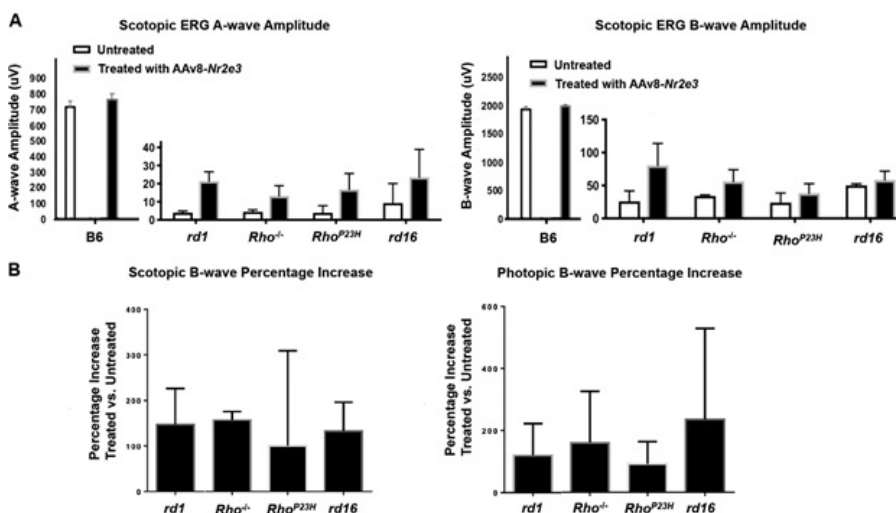 A
Scotopic ERG A-wave Amplitude
Untreated
Treated with AAv8-Nr2e3
A-wave Amplitude (uV)
900
800
700
600
500
400
300
200
100
0
40
30
20
10
0
B6
rd1
Rho-/-
RhoP23H
rd16
Scotopic ERG B-wave Amplitude
Untreated
Treated with AAv8-Nr2e3
B-wave Amplitude (uV)
2500
2000
1500
1000
500
0
150
100
50
0
B6
rd1
Rho-/-
RhoP23H
rd16
B
Scotopic B-wave Percentage Increase
Percentage Increase
Treated vs. Untreated
400
300
200
100
0
rd1
Rho-/-
RhoP23H
rd16
Photopic B-wave Percentage Increase
Percentage Increase
Treated vs. Untreated
600
400
200
0
rd1
Rho-/-
RhoP23H
rd16